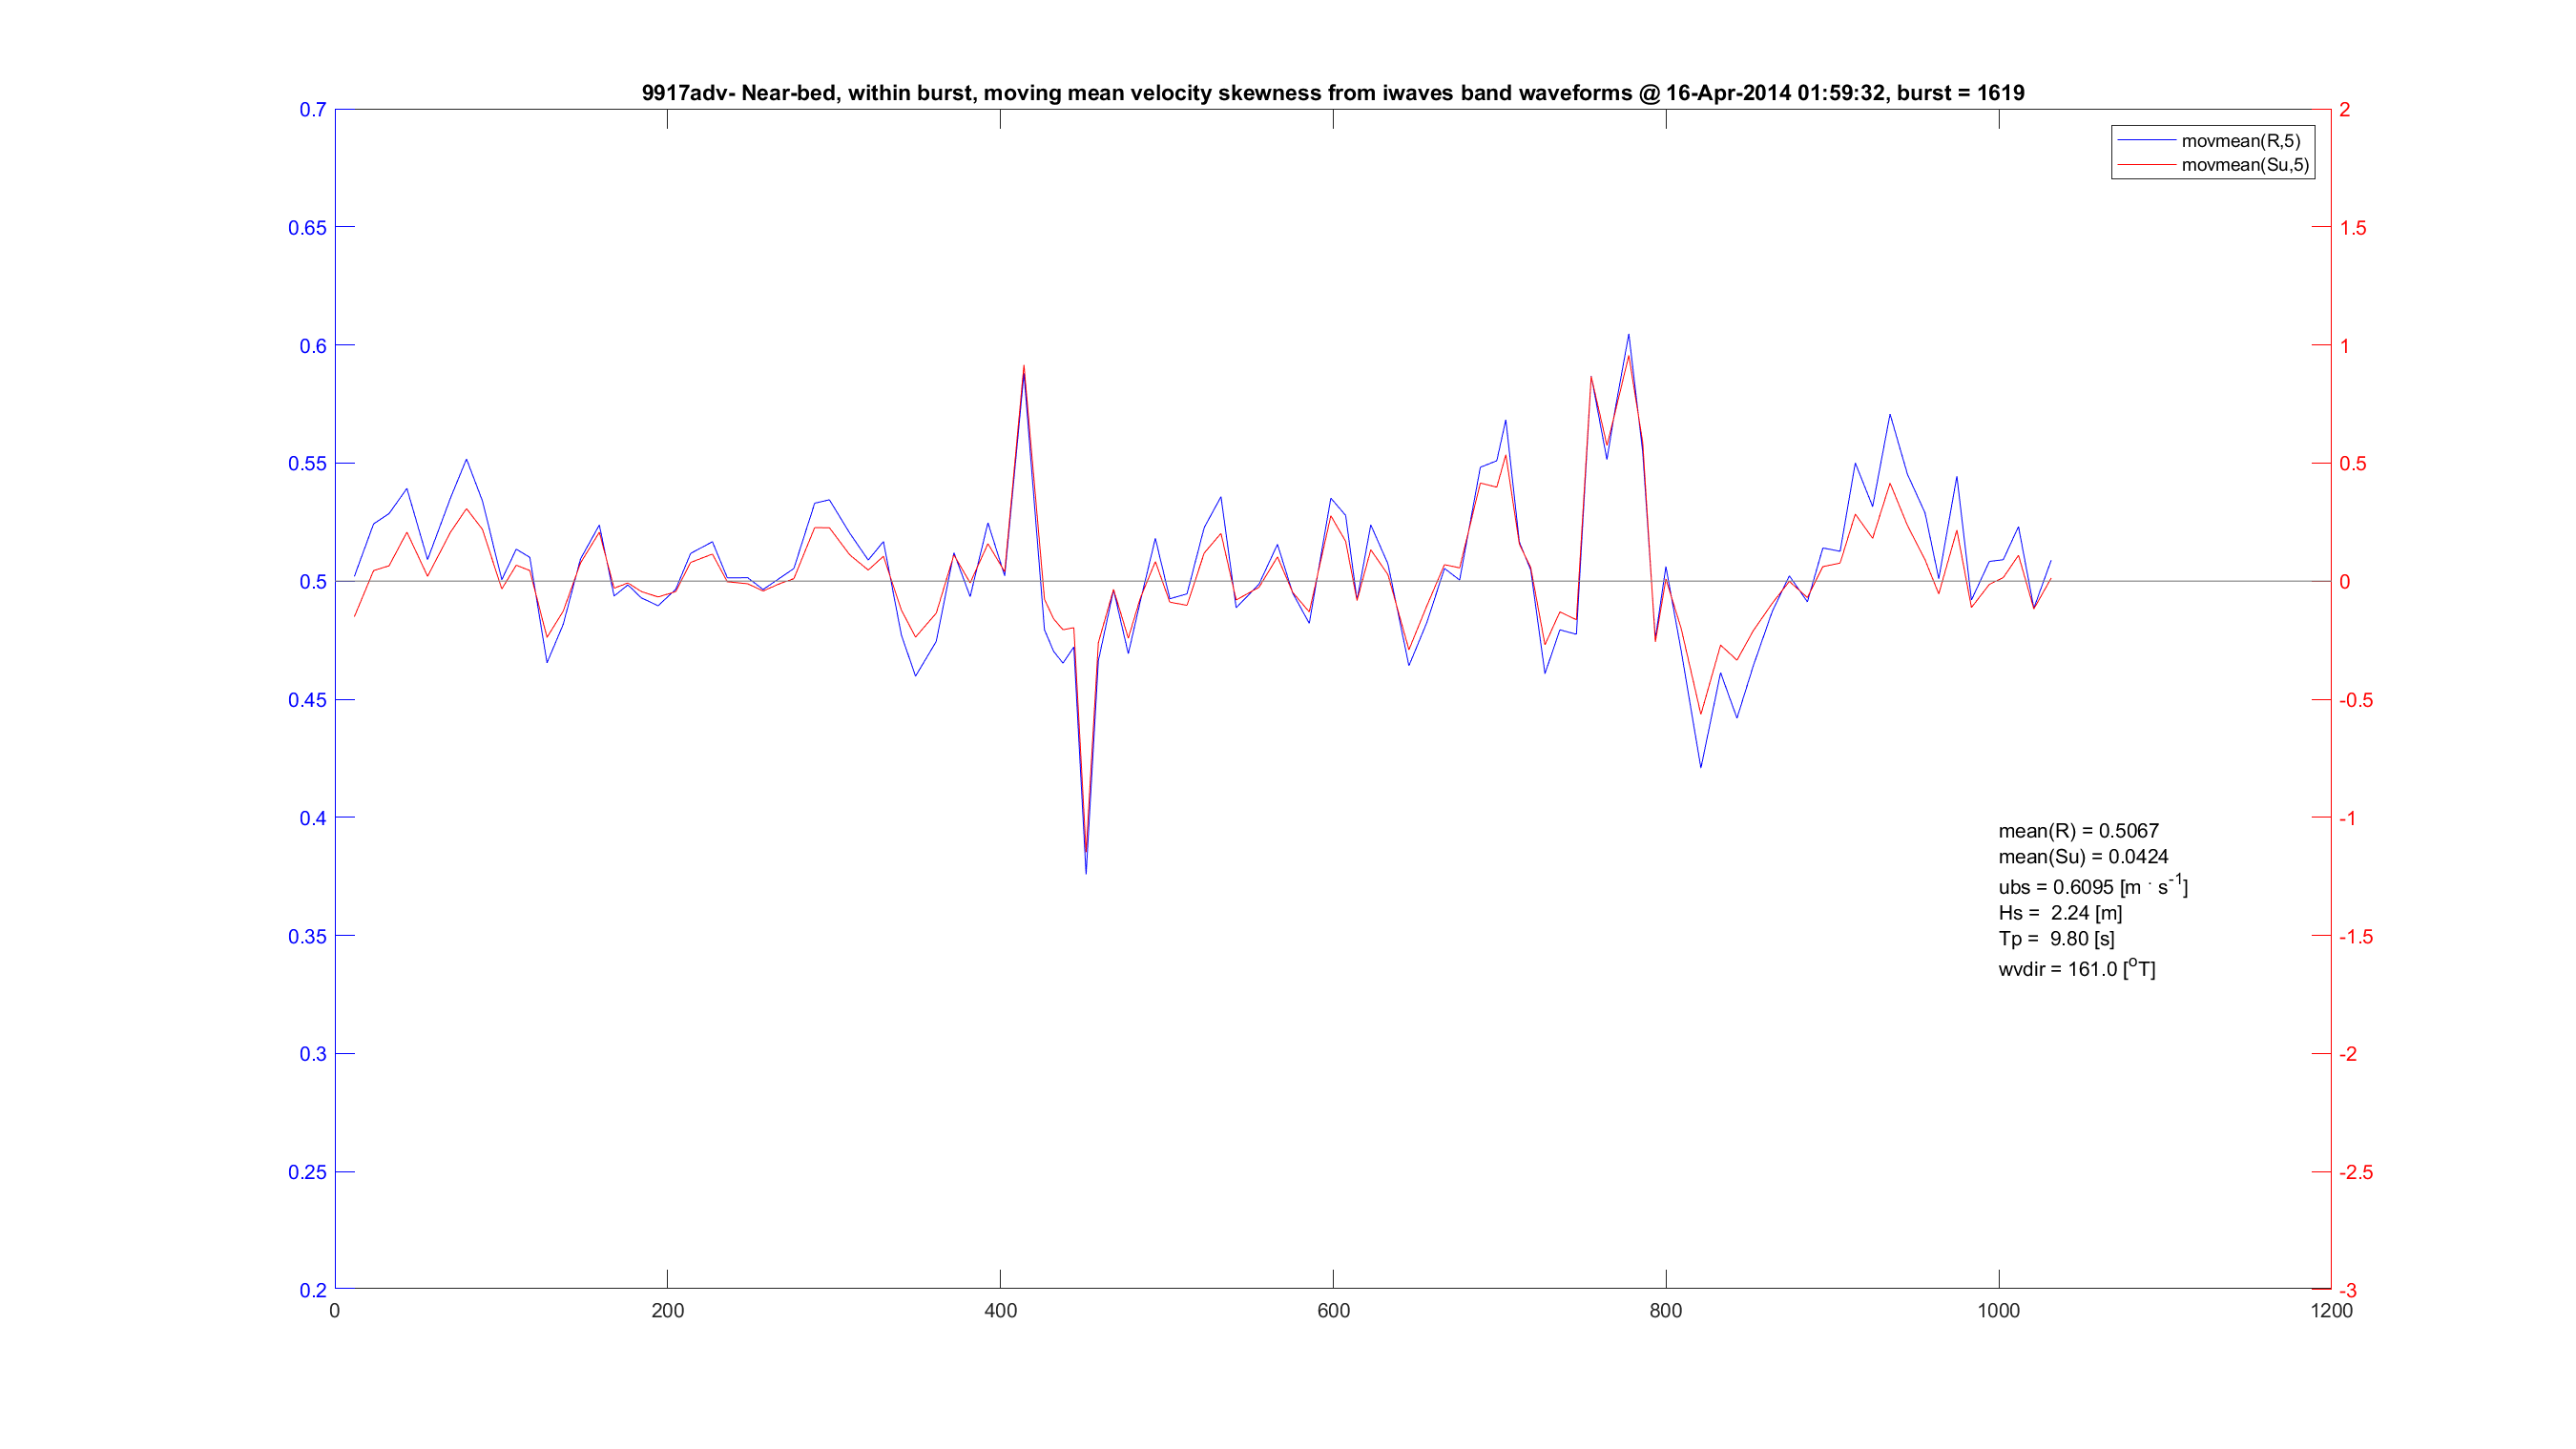 9917adv- Near-bed, within burst, moving mean velocity skewness from iwaves band waveforms @ 16-Apr-2014 01:59:32, burst = 1619
0.7
0.65
0.6
0.55
0.5
0.45
0.4
0.35
0.3
0.25
0.2
2
1.5
1
0.5
0
-0.5
-1
-1.5
-2
-2.5
-3
movmean(R,5)
movmean(Su,5)
mean(R) = 0.5067
mean(Su) = 0.0424
ubs = 0.6095 [m · s⁻¹]
Hs = 2.24 [m]
Tp = 9.80 [s]
wvdir = 161.0 [ᵒT]
0 200 400 600 800 1000 1200